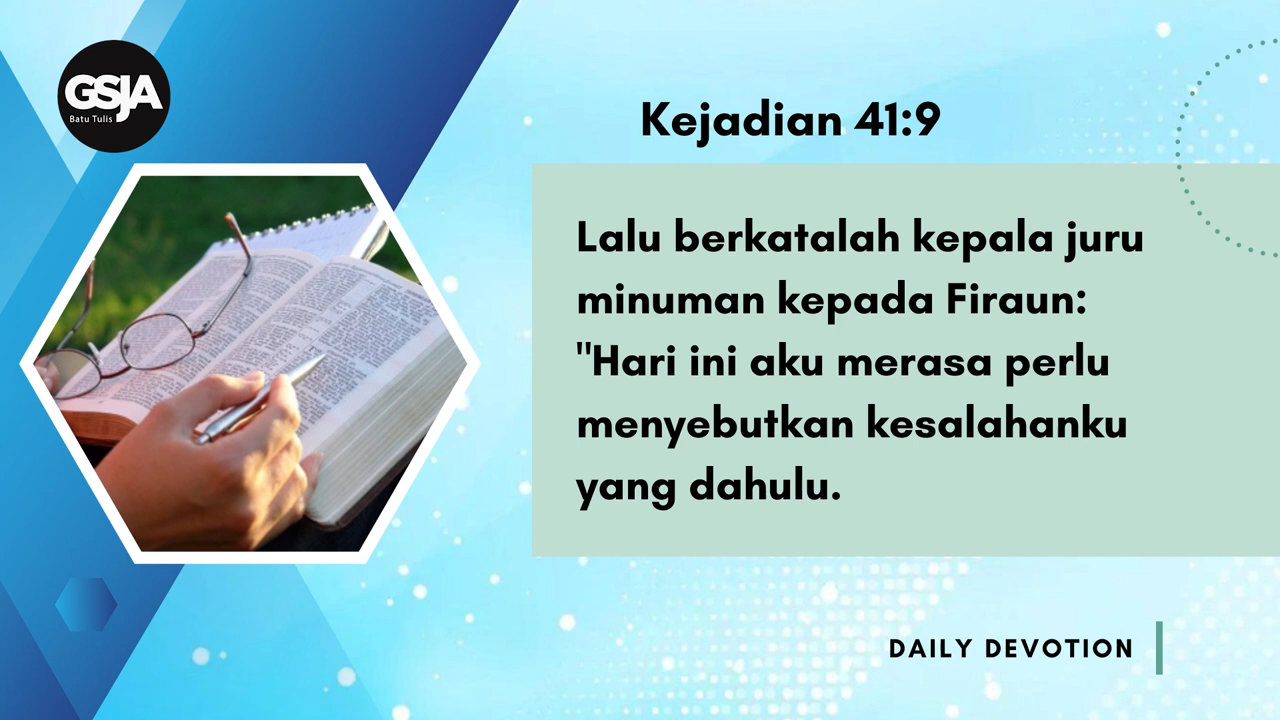 GSJA
Batu Tulis
Kejadian 41:9
Lalu berkatalah kepala juru
minuman kepada Firaun:
"Hari ini aku merasa perlu
menyebutkan kesalahanku
yang dahulu.
DAILY DEVOTION